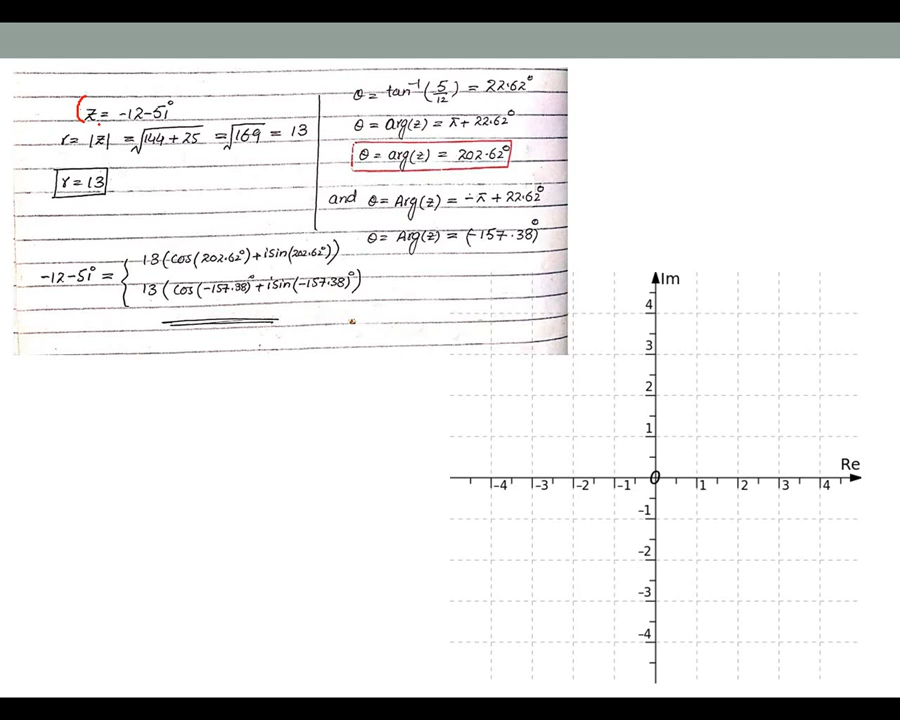 z = -12-5i
r = |z| = √144+25 = √169 = 13
r = 13
θ = tan⁻¹(5/12) = 22.62°
θ = arg(z) = π + 22.62°
θ = arg(z) = 202.62°
and θ = Arg(z) = -π + 22.62°
θ = Arg(z) = (-157.38)°
-12-5i = { 13(cos(202.62°)+isin(202.62°))
13(cos(-157.38)°+isin(-157.38)°)
Im
4
3
2
1
Re
-4 -3 -2 -1 0 1 2 3 4
-1
-2
-3
-4